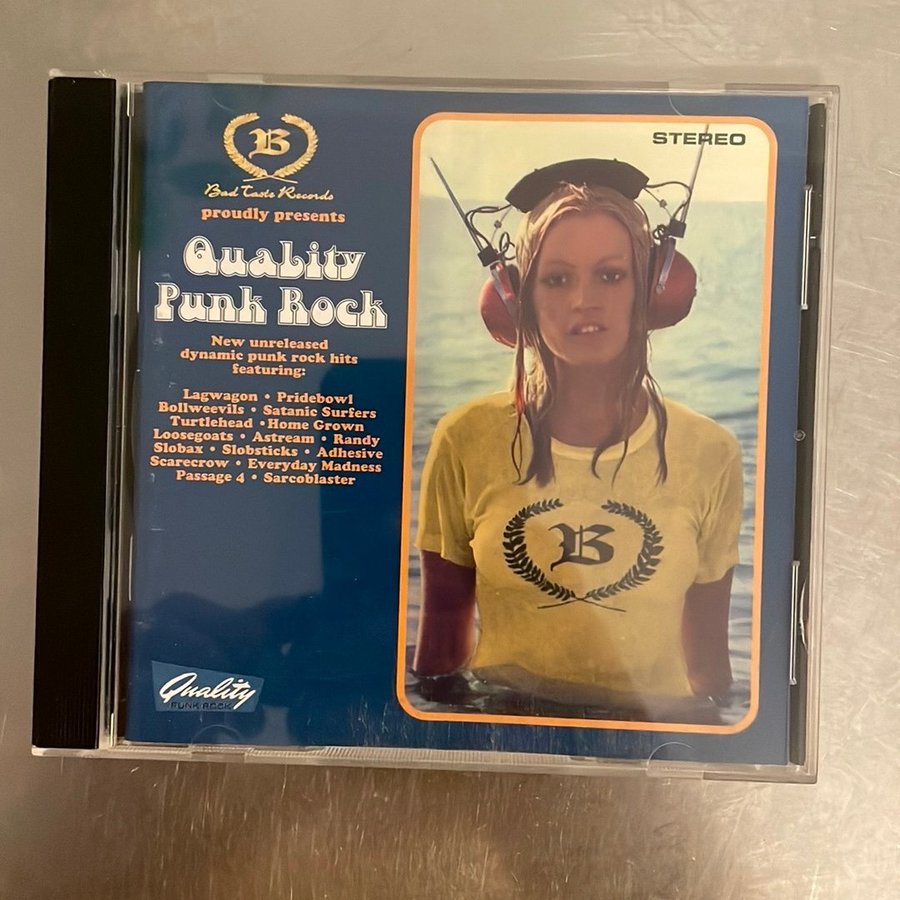 B
Bad Taste Records
proudly presents
Quality
Punk Rock
New unreleased
dynamic punk rock hits
featuring:
Lagwagon • Pridebowl
Bollweevils • Satanic Surfers
Turtlehead • Home Grown
Loosegoats • Astream • Randy
Slobax • Slobsticks • Adhesive
Scarecrow • Everyday Madness
Passage 4 • Sarcoblaster
Quality
PUNK ROCK
STEREO
B